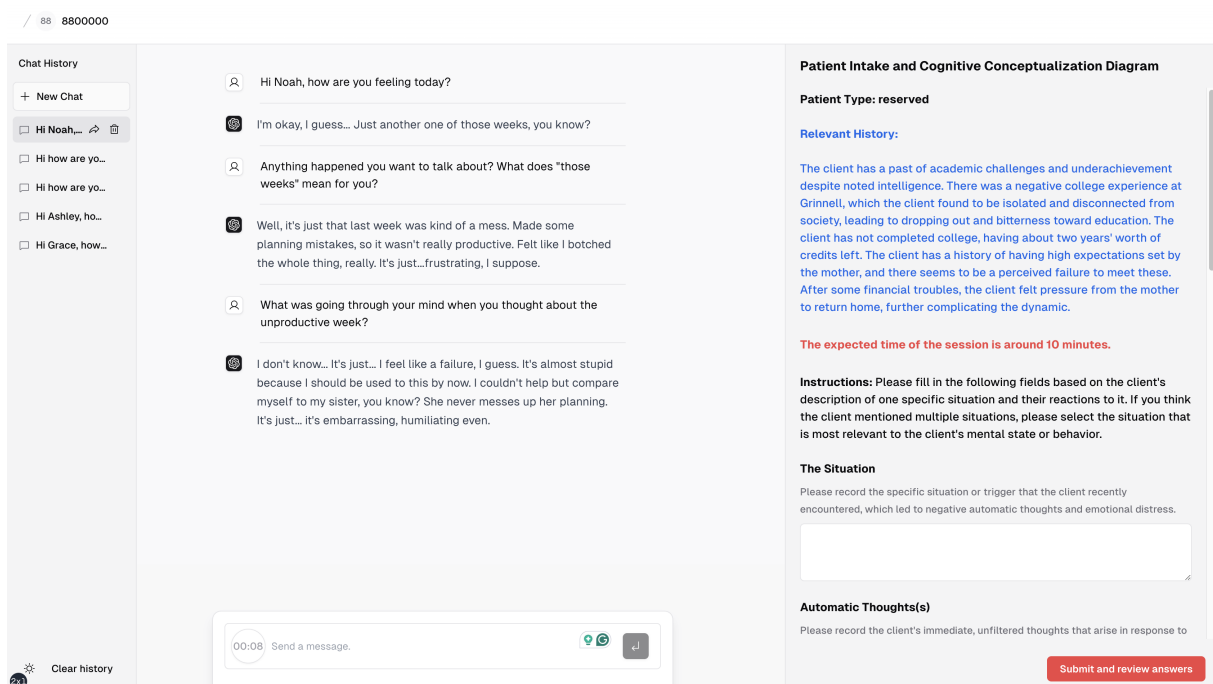 88 8800000
Chat History
+ New Chat
Hi Noah,...
Hi how are yo...
Hi how are yo...
Hi Ashley, ho...
Hi Grace, how...
Clear history
2x1
Hi Noah, how are you feeling today?
I'm okay, I guess... Just another one of those weeks, you know?
Anything happened you want to talk about? What does "those
weeks" mean for you?
Well, it's just that last week was kind of a mess. Made some
planning mistakes, so it wasn't really productive. Felt like I botched
the whole thing, really. It's just...frustrating, I suppose.
What was going through your mind when you thought about the
unproductive week?
I don't know... It's just... I feel like a failure, I guess. It's almost stupid
because I should be used to this by now. I couldn't help but compare
myself to my sister, you know? She never messes up her planning.
It's just... it's embarrassing, humiliating even.
00:08 Send a message.
Patient Intake and Cognitive Conceptualization Diagram
Patient Type: reserved
Relevant History:
The client has a past of academic challenges and underachievement
despite noted intelligence. There was a negative college experience at
Grinnell, which the client found to be isolated and disconnected from
society, leading to dropping out and bitterness toward education. The
client has not completed college, having about two years' worth of
credits left. The client has a history of having high expectations set by
the mother, and there seems to be a perceived failure to meet these.
After some financial troubles, the client felt pressure from the mother
to return home, further complicating the dynamic.
The expected time of the session is around 10 minutes.
Instructions: Please fill in the following fields based on the client's
description of one specific situation and their reactions to it. If you think
the client mentioned multiple situations, please select the situation that
is most relevant to the client's mental state or behavior.
The Situation
Please record the specific situation or trigger that the client recently
encountered, which led to negative automatic thoughts and emotional distress.
Automatic Thoughts(s)
Please record the client's immediate, unfiltered thoughts that arise in response to
Submit and review answers